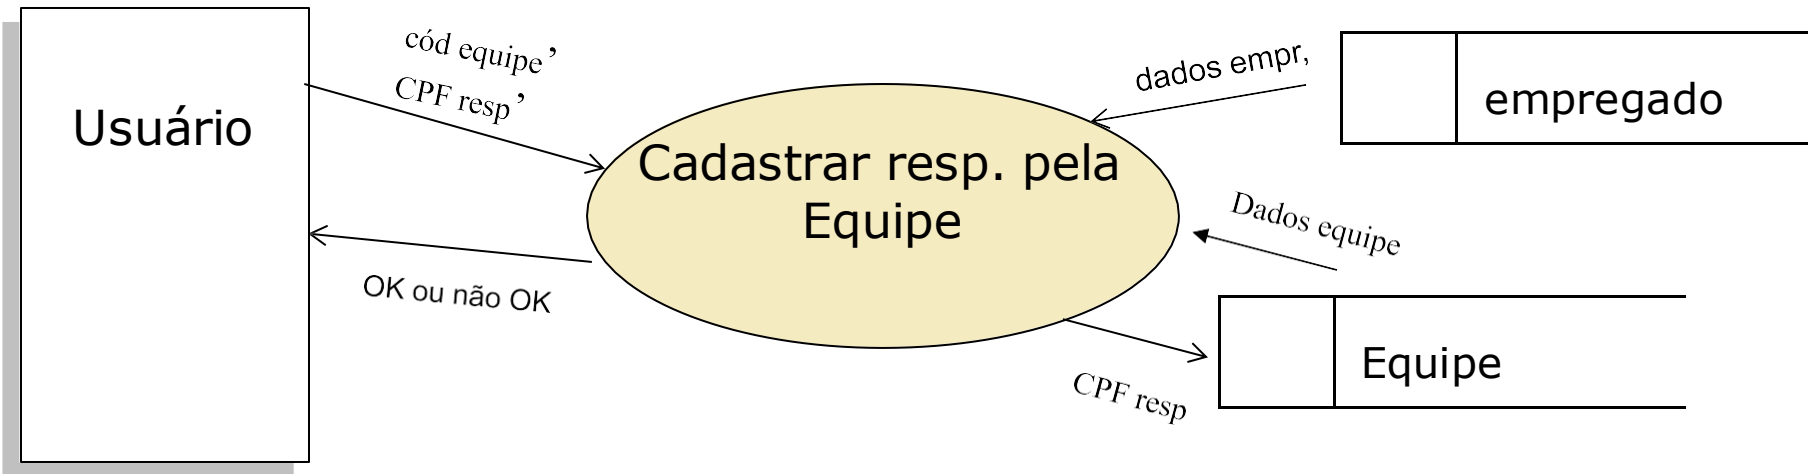 Usuário
cód equipe’
CPF resp’
OK ou não OK
Cadastrar resp. pela
Equipe
dados empr,
empregado
Dados equipe
Equipe
CPF resp